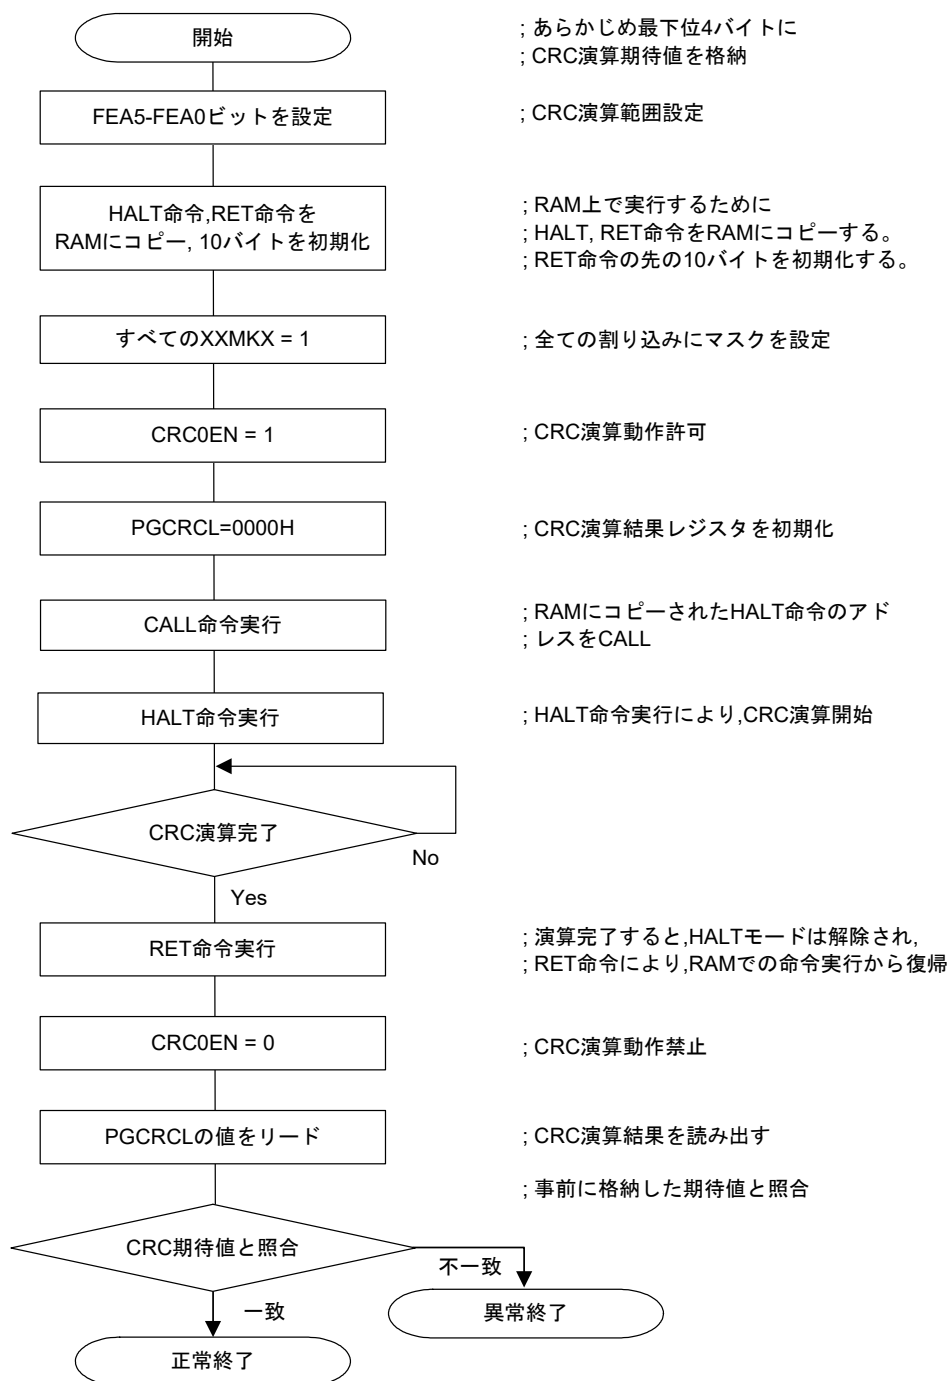 開始
; あらかじめ最下位4バイトに
; CRC演算期待値を格納
FEA5-FEA0ビットを設定
; CRC演算範囲設定
HALT命令,RET命令を
RAMにコピー, 10バイトを初期化
; RAM上で実行するために
; HALT, RET命令をRAMにコピーする。
; RET命令の先の10バイトを初期化する。
すべてのXXMKX = 1
; 全ての割り込みにマスクを設定
CRC0EN = 1
; CRC演算動作許可
PGCRCL=0000H
; CRC演算結果レジスタを初期化
CALL命令実行
; RAMにコピーされたHALT命令のアド
; レスをCALL
HALT命令実行
; HALT命令実行により,CRC演算開始
CRC演算完了
No
Yes
RET命令実行
; 演算完了すると,HALTモードは解除され,
; RET命令により,RAMでの命令実行から復帰
CRC0EN = 0
; CRC演算動作禁止
PGCRCLの値をリード
; CRC演算結果を読み出す
; 事前に格納した期待値と照合
CRC期待値と照合
不一致
一致
異常終了
正常終了